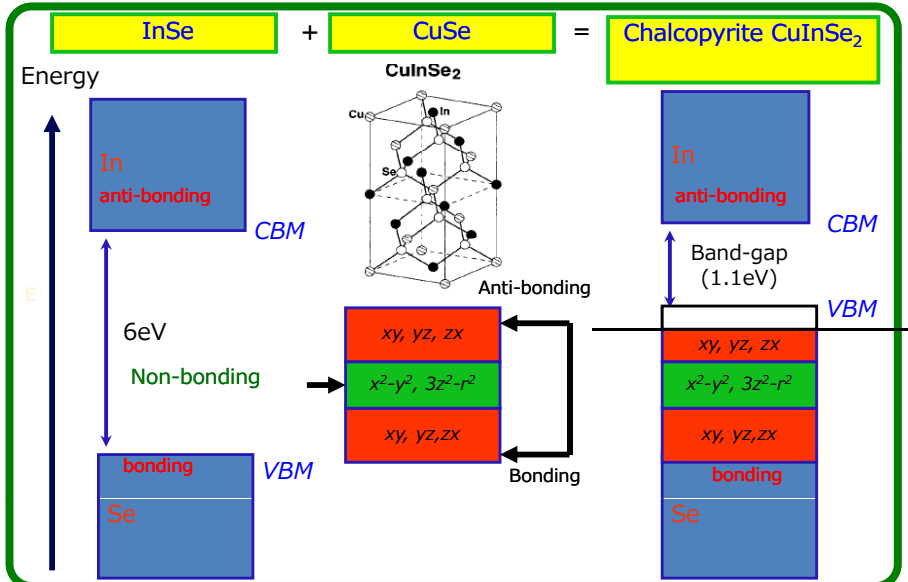 InSe + CuSe = Chalcopyrite CuInSe₂
Energy
CuInSe₂
Cu
In
Se
In
anti-bonding
CBM
In
anti-bonding
CBM
E
6eV
Anti-bonding
Band-gap
(1.1eV)
VBM
Non-bonding
xy, yz, zx
x²-y², 3z²-r²
xy, yz,zx
Bonding
xy, yz, zx
x²-y², 3z²-r²
xy, yz,zx
bonding
VBM
Se
bonding
Se